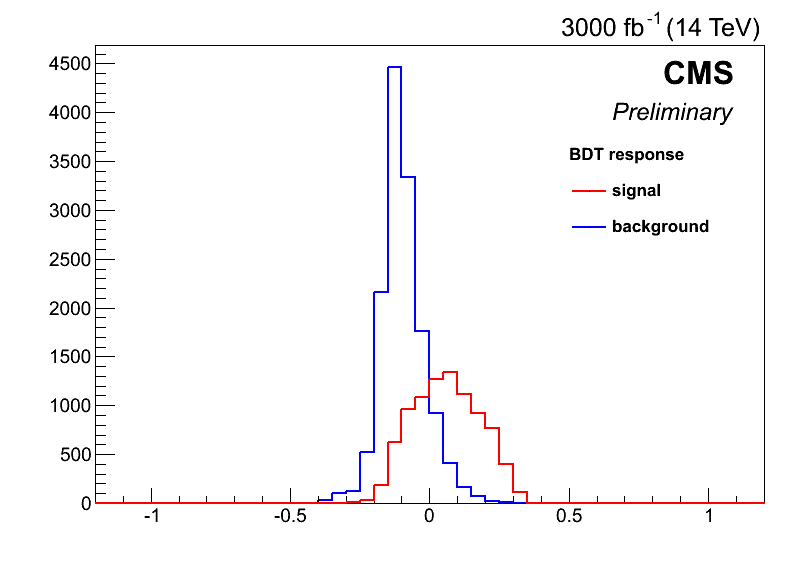 3000 fb-1 (14 TeV)
CMS
Preliminary
BDT response
signal
background
4500
4000
3500
3000
2500
2000
1500
1000
500
0
-1 -0.5 0 0.5 1